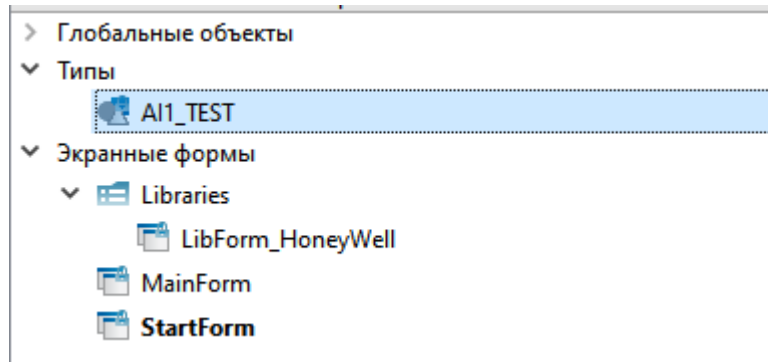 Глобальные объекты
Типы
AI1_TEST
Экранные формы
Libraries
LibForm_HoneyWell
MainForm
StartForm